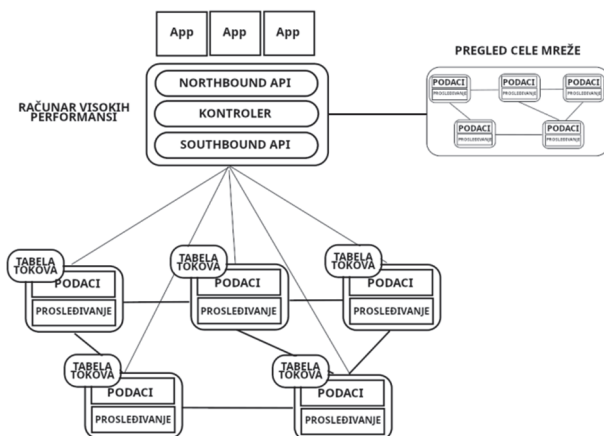 App App App
PREGLED CELE MREŽE
RAČUNAR VISOKIH
PERFORMANSI
NORTHBOUND API
KONTROLER
SOUTHBOUND API
PODACI
PROSLEĐIVANJE
PODACI
PROSLEĐIVANJE
PODACI
PROSLEĐIVANJE
PODACI
PROSLEĐIVANJE
PODACI
PROSLEĐIVANJE
TABELA
TOKOVA
PODACI
PROSLEĐIVANJE
TABELA
TOKOVA
PODACI
PROSLEĐIVANJE
TABELA
TOKOVA
PODACI
PROSLEĐIVANJE
TABELA
TOKOVA
PODACI
PROSLEĐIVANJE
TABELA
TOKOVA
PODACI
PROSLEĐIVANJE